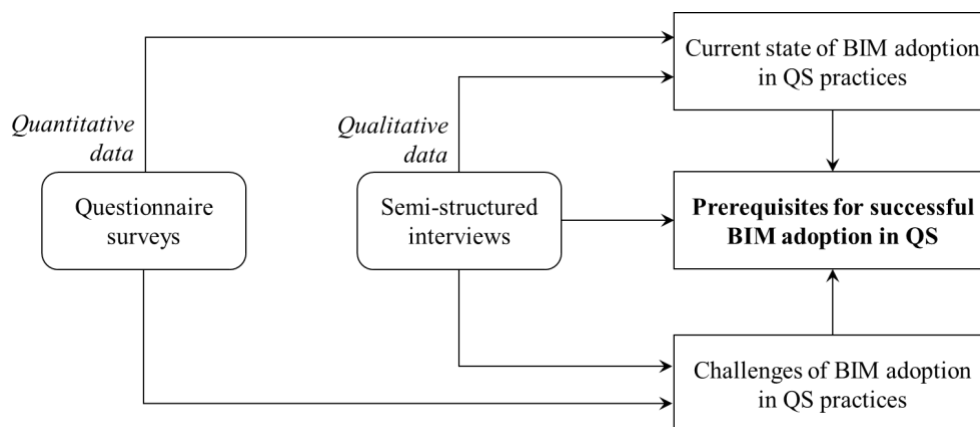 Current state of BIM adoption
in QS practices
Quantitative
data
Qualitative
data
Questionnaire
surveys
Semi-structured
interviews
Prerequisites for successful
BIM adoption in QS
Challenges of BIM adoption
in QS practices